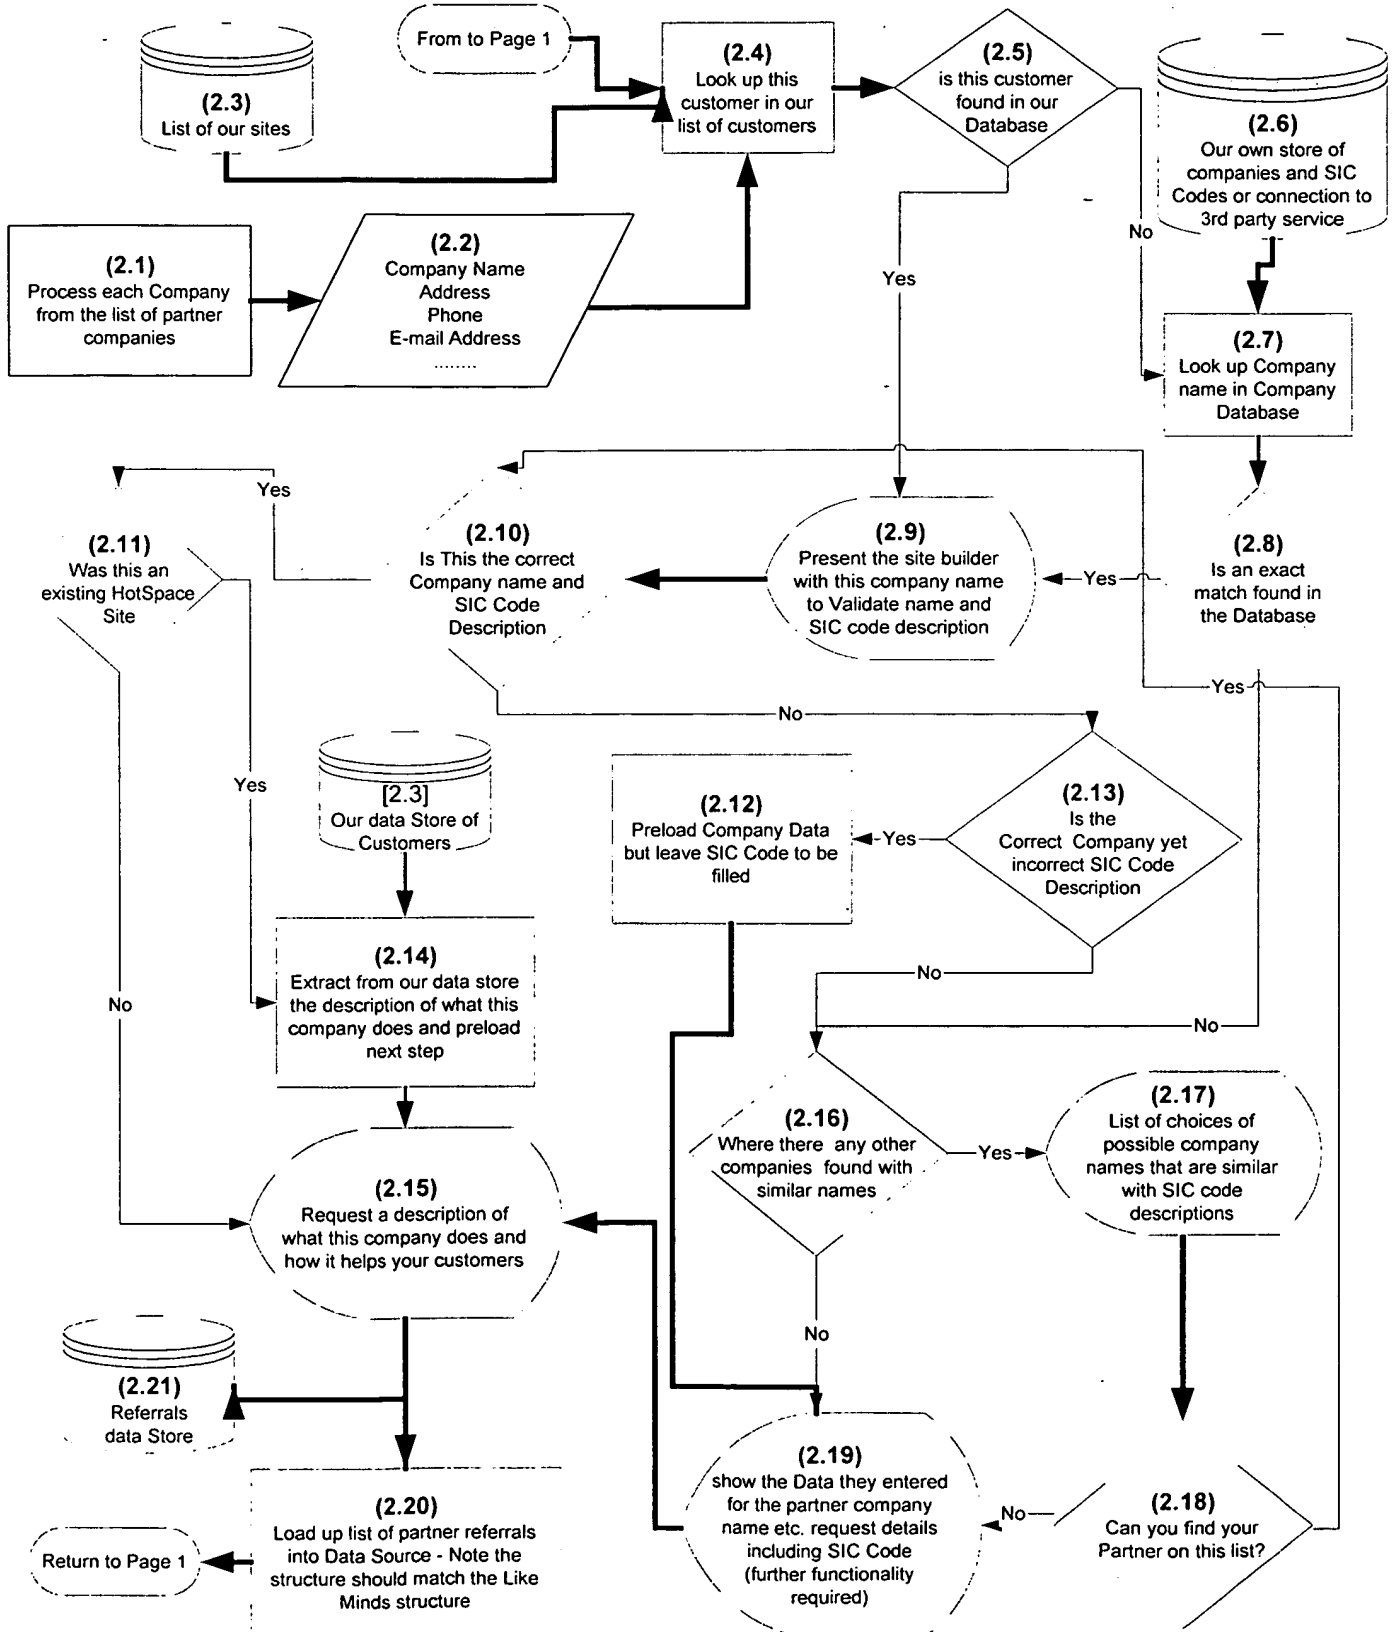 From to Page 1
(2.3)
List of our sites
(2.4)
Look up this
customer in our
list of customers
(2.5)
is this customer
found in our
Database
(2.6)
Our own store of
companies and SIC
Codes or connection to
3rd party service
No
Yes
(2.1)
Process each Company
from the list of partner
companies
(2.2)
Company Name
Address
Phone
E-mail Address
........
(2.7)
Look up Company
name in Company
Database
Yes
(2.11)
Was this an
existing HotSpace
Site
(2.10)
Is This the correct
Company name and
SIC Code
Description
(2.9)
Present the site builder
with this company name
to Validate name and
SIC code description
Yes
(2.8)
Is an exact
match found in
the Database
Yes
No
Yes
[2.3]
Our data Store of
Customers
(2.12)
Preload Company Data
but leave SIC Code to be
filled
Yes
(2.13)
Is the
Correct Company yet
incorrect SIC Code
Description
No
No
No
(2.14)
Extract from our data store
the description of what this
company does and preload
next step
(2.16)
Where there any other
companies found with
similar names
Yes
(2.17)
List of choices of
possible company
names that are similar
with SIC code
descriptions
(2.15)
Request a description of
what this company does and
how it helps your customers
No
(2.21)
Referrals
data Store
(2.19)
show the Data they entered
for the partner company
name etc. request details
including SIC Code
(further functionality
required)
No
(2.18)
Can you find your
Partner on this list?
(2.20)
Load up list of partner referrals
into Data Source - Note the
structure should match the Like
Minds structure
Return to Page 1